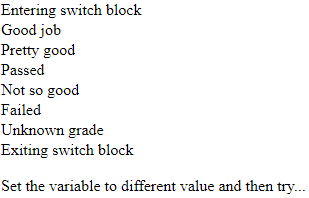 Entering switch block
Good job
Pretty good
Passed
Not so good
Failed
Unknown grade
Exiting switch block
Set the variable to different value and then try...